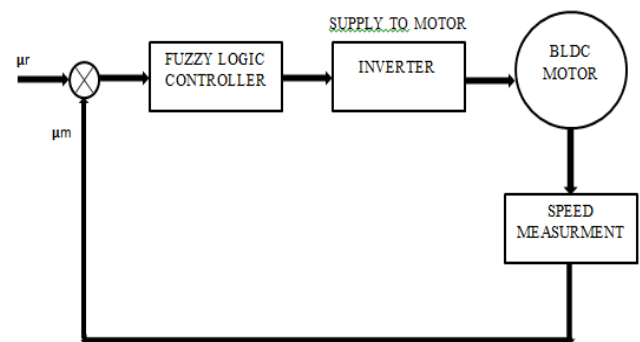 SUPPLY TO MOTOR
μr
FUZZY LOGIC
CONTROLLER
INVERTER
BLDC
MOTOR
μm
SPEED
MEASURMENT